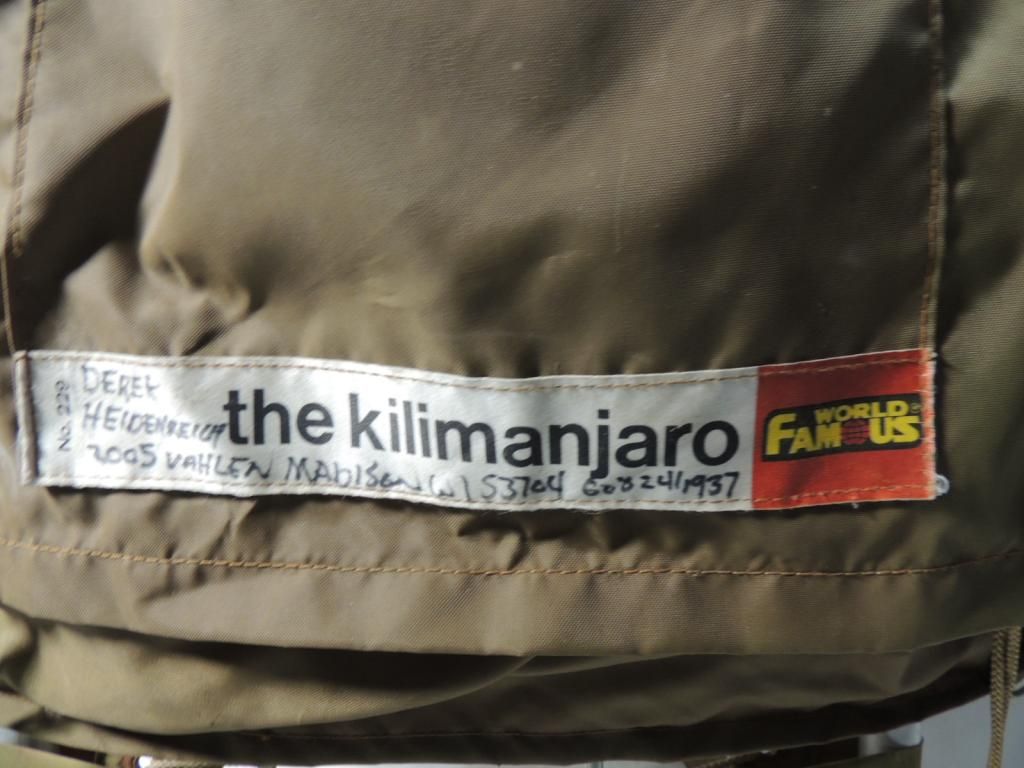 No. 229
DEREK
HEIDENREICH
the kilimanjaro
2005 VAHLEN MADISON WI 53704 608 241 1937
WORLD
FAMOUS